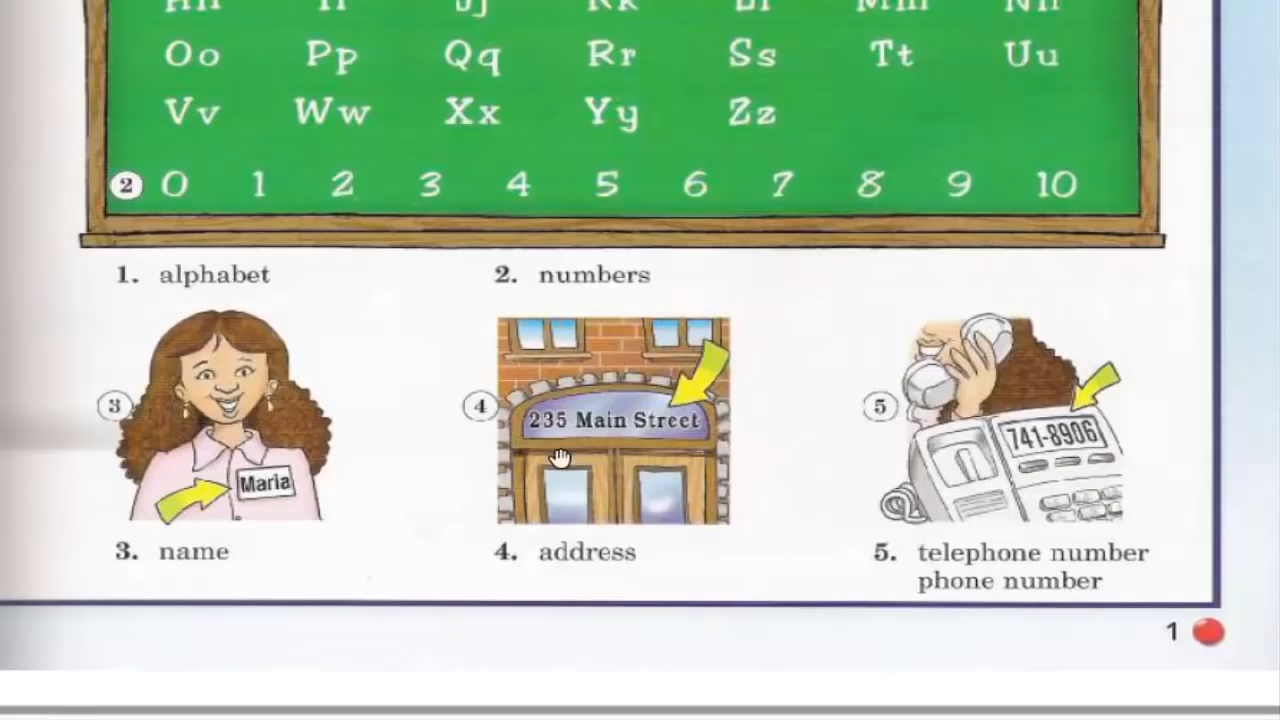 Oo Pp Qq Rr Ss Tt Uu
Vv Ww Xx Yy Zz
2 0 1 2 3 4 5 6 7 8 9 10
1. alphabet 2. numbers
3 4 5
235 Main Street
741-8906
Maria
3. name 4. address 5. telephone number
phone number
1